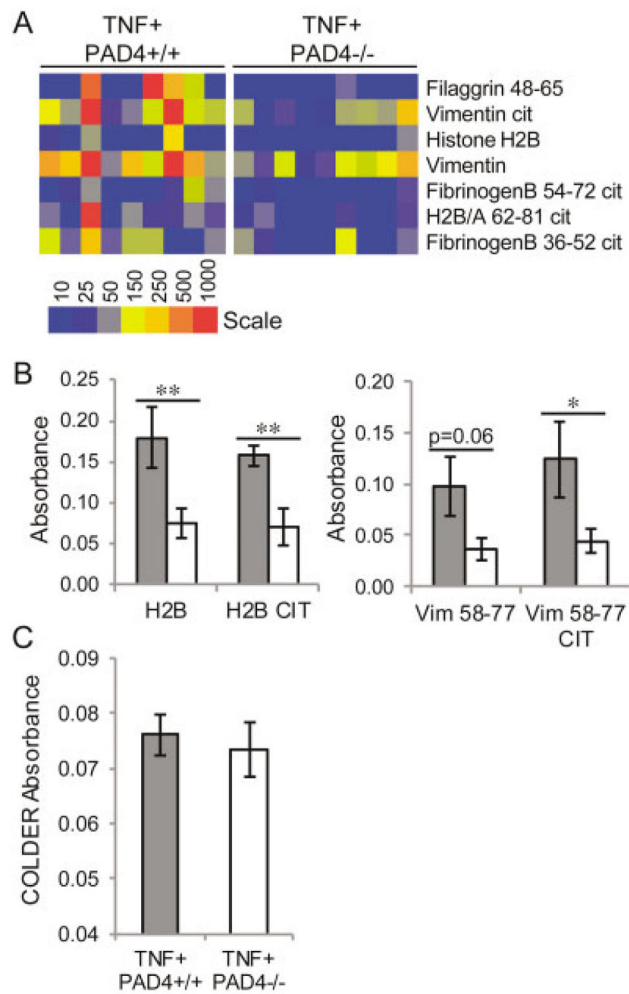 A
TNF+
PAD4+/+
TNF+
PAD4-/-
Filaggrin 48-65
Vimentin cit
Histone H2B
Vimentin
FibrinogenB 54-72 cit
H2B/A 62-81 cit
FibrinogenB 36-52 cit
10 25 50 150 250 500 1000
Scale
B
Absorbance
0.25
0.20
0.15
0.10
0.05
0.00
**
**
H2B
H2B CIT
Absorbance
0.20
0.15
0.10
0.05
0.00
p=0.06
*
Vim 58-77
Vim 58-77
CIT
C
COLDER Absorbance
0.09
0.08
0.07
0.06
0.05
0.04
TNF+
PAD4+/+
TNF+
PAD4-/-